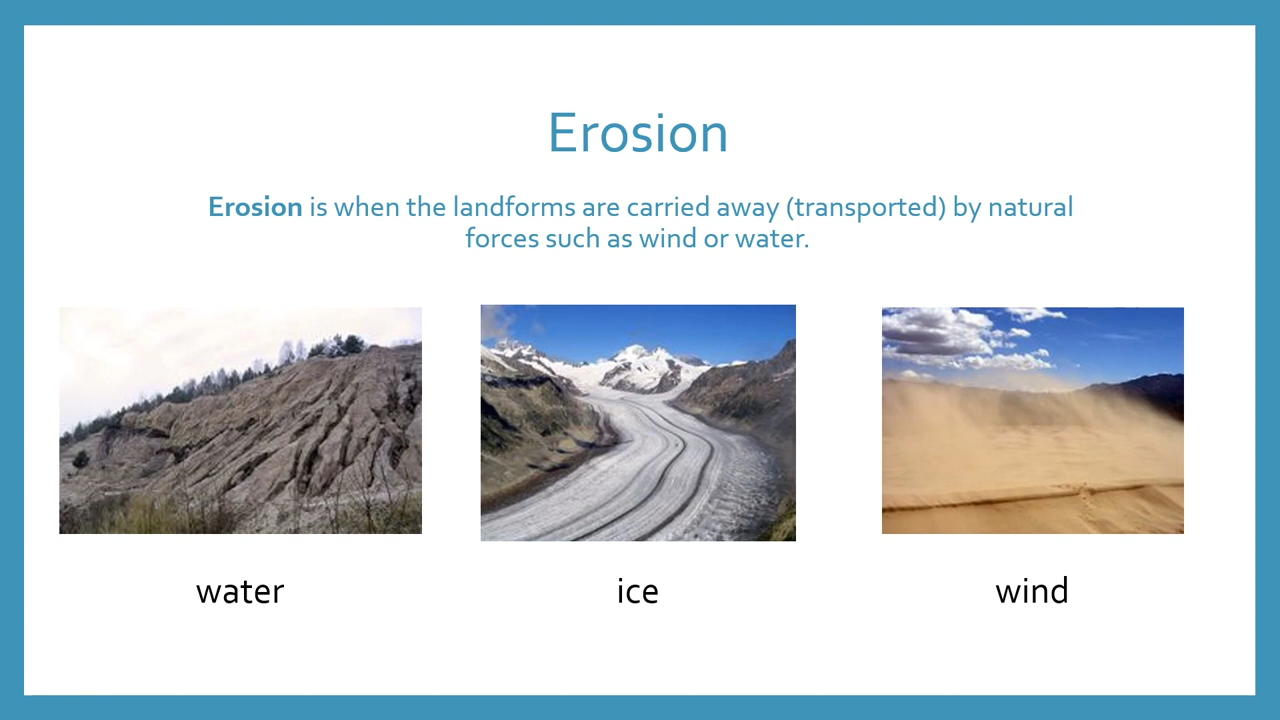 Erosion
Erosion is when the landforms are carried away (transported) by natural
forces such as wind or water.
water
ice
wind